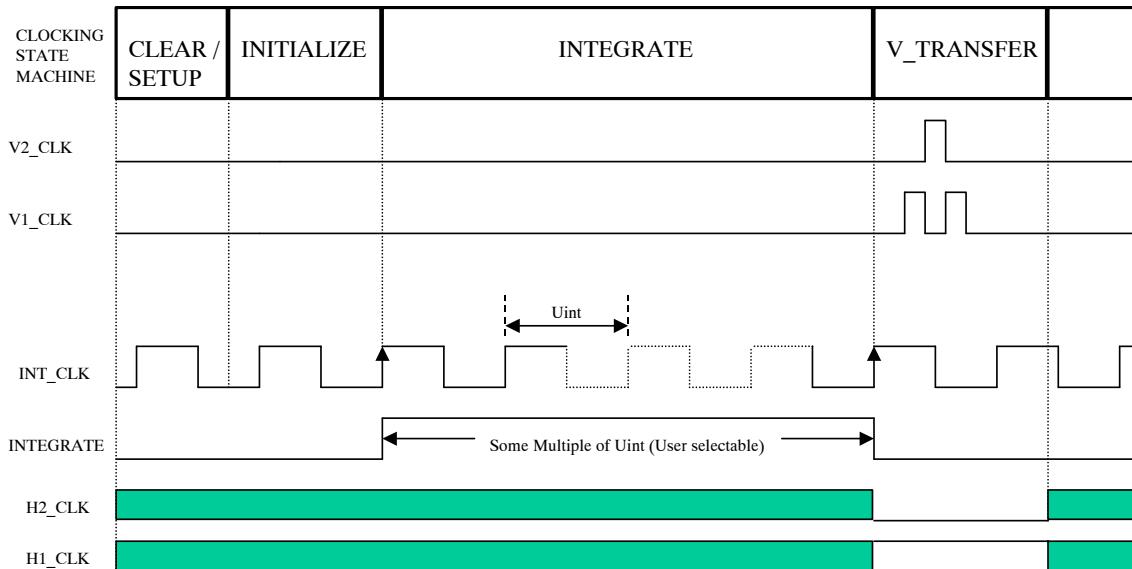 CLOCKING
STATE
MACHINE
CLEAR /
SETUP
INITIALIZE
INTEGRATE
V_TRANSFER
V2_CLK
V1_CLK
Uint
INT_CLK
INTEGRATE
Some Multiple of Uint (User selectable)
H2_CLK
H1_CLK